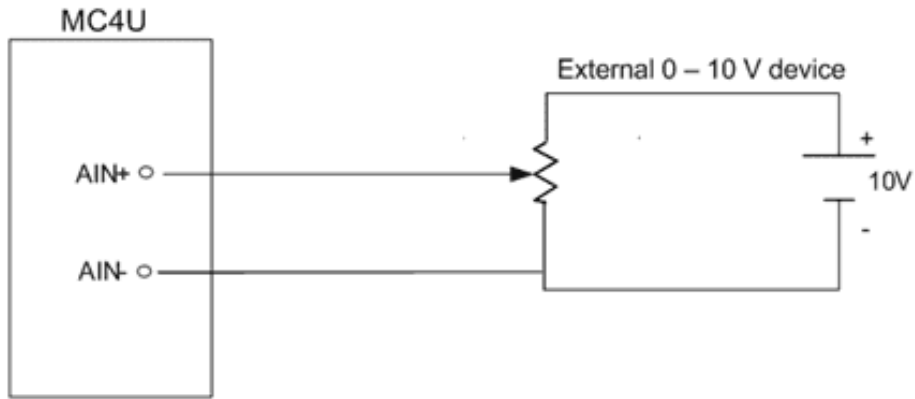 MC4U
External 0 – 10 V device
AIN+
+
10V
AIN-
-